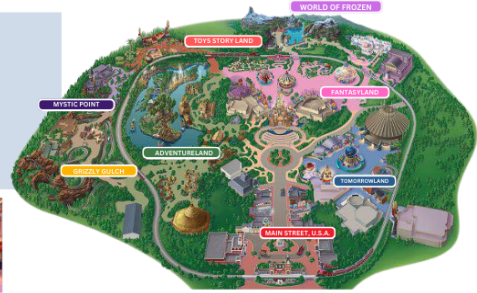 WORLD OF FROZEN
TOYS STORY LAND
FANTASYLAND
MYSTIC POINT
ADVENTURELAND
GRIZZLY GULCH
TOMORROWLAND
MAIN STREET, U.S.A.